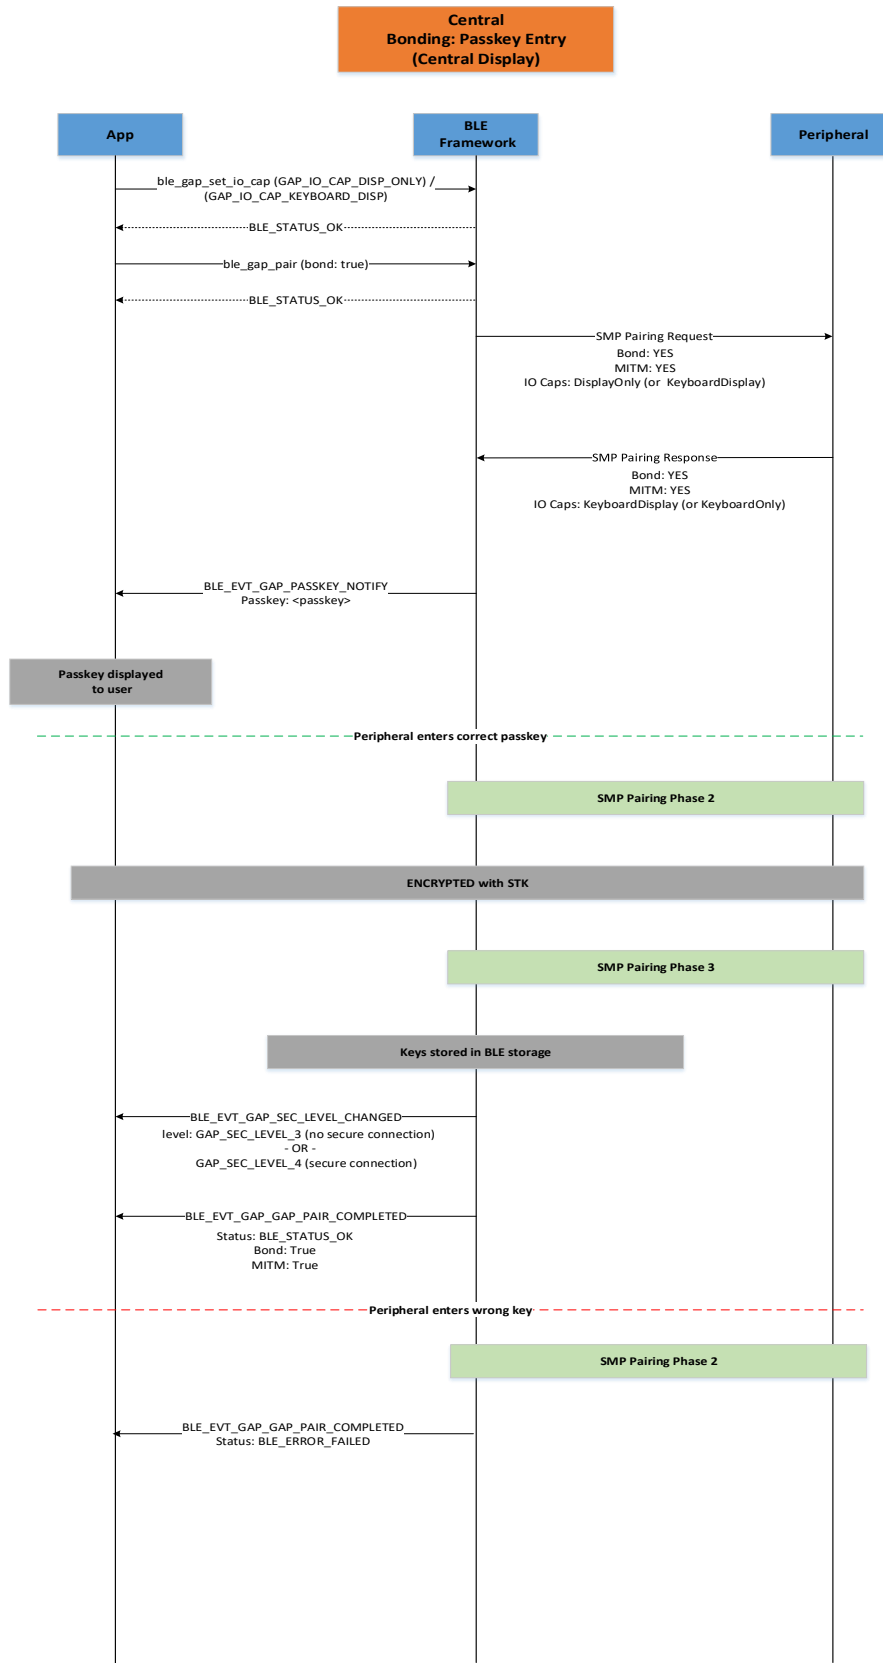 Central
Bonding: Passkey Entry
(Central Display)
App
BLE
Framework
Peripheral
ble_gap_set_io_cap (GAP_IO_CAP_DISP_ONLY) /
(GAP_IO_CAP_KEYBOARD_DISP)
BLE_STATUS_OK
ble_gap_pair (bond: true)
BLE_STATUS_OK
SMP Pairing Request
Bond: YES
MITM: YES
IO Caps: DisplayOnly (or KeyboardDisplay)
SMP Pairing Response
Bond: YES
MITM: YES
IO Caps: KeyboardDisplay (or KeyboardOnly)
BLE_EVT_GAP_PASSKEY_NOTIFY
Passkey: <passkey>
Passkey displayed
to user
Peripheral enters correct passkey
SMP Pairing Phase 2
ENCRYPTED with STK
SMP Pairing Phase 3
Keys stored in BLE storage
BLE_EVT_GAP_SEC_LEVEL_CHANGED
level: GAP_SEC_LEVEL_3 (no secure connection)
- OR -
GAP_SEC_LEVEL_4 (secure connection)
BLE_EVT_GAP_GAP_PAIR_COMPLETED
Status: BLE_STATUS_OK
Bond: True
MITM: True
Peripheral enters wrong key
SMP Pairing Phase 2
BLE_EVT_GAP_GAP_PAIR_COMPLETED
Status: BLE_ERROR_FAILED